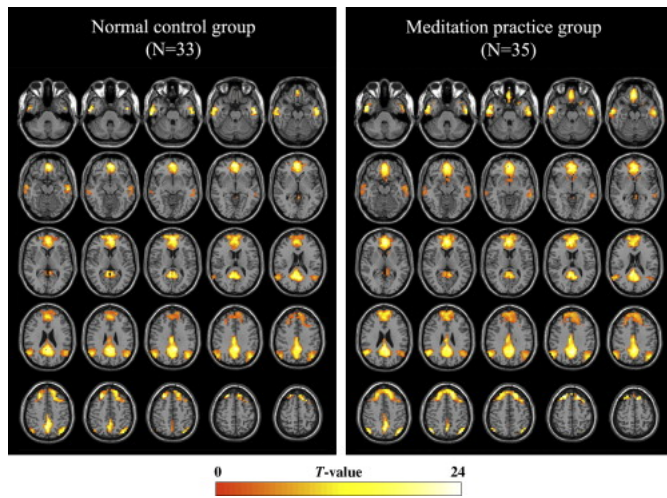 Normal control group
(N=33)
Meditation practice group
(N=35)
0 T-value 24